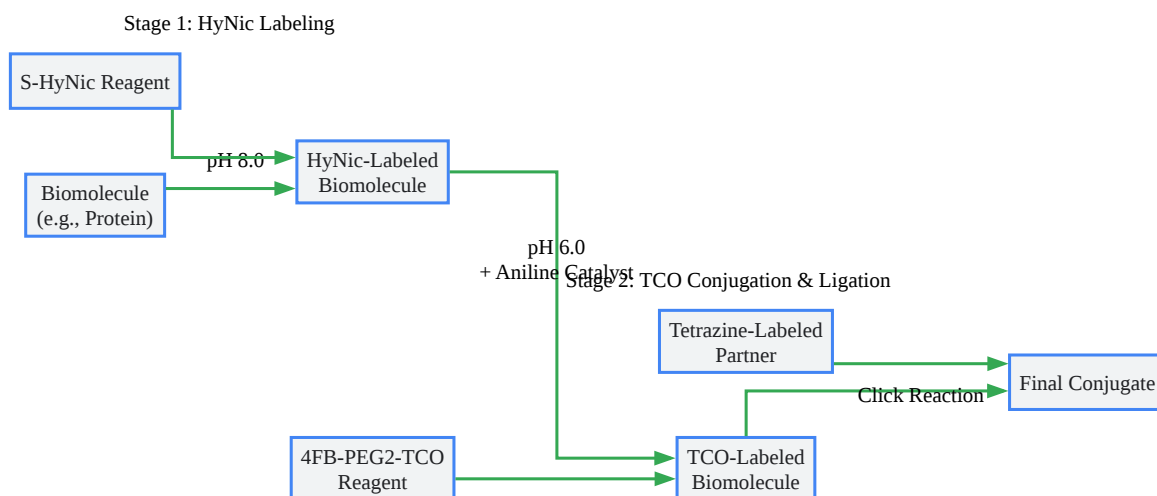 Stage 1: HyNic Labeling
S-HyNic Reagent
pH 8.0
HyNic-Labeled
Biomolecule
Biomolecule
(e.g., Protein)
pH 6.0
+ Aniline Catalyst
Stage 2: TCO Conjugation & Ligation
Tetrazine-Labeled
Partner
Final Conjugate
Click Reaction
4FB-PEG2-TCO
Reagent
TCO-Labeled
Biomolecule